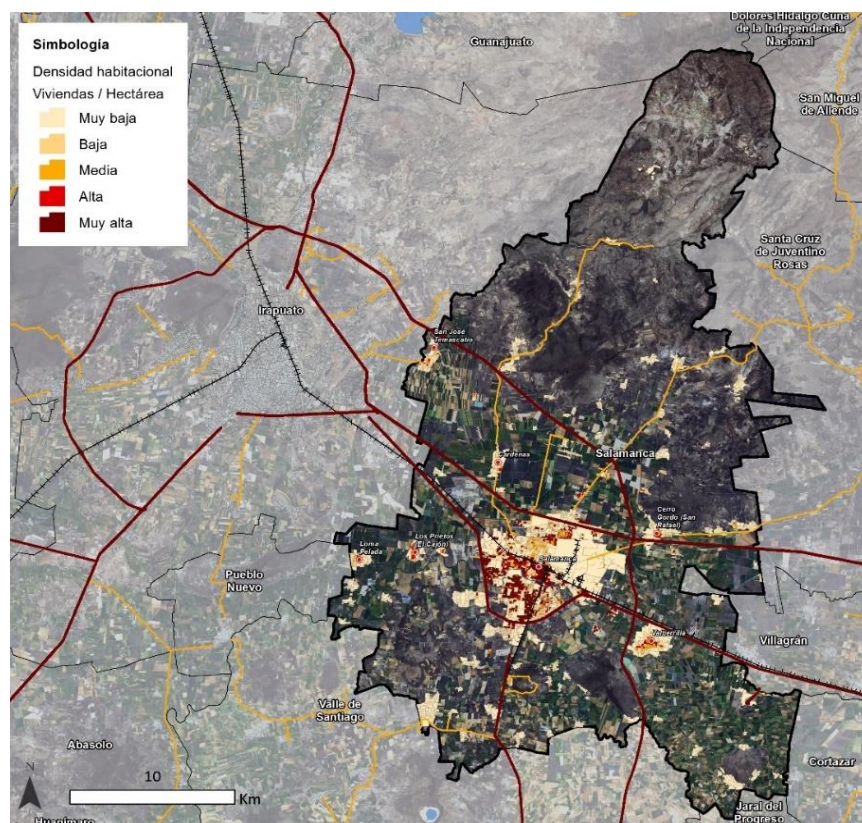 Simbología
Densidad habitacional
Viviendas / Hectárea
Muy baja
Baja
Media
Alta
Muy alta
Guanajuato
Dolores Hidalgo Cuna
de la Independencia
Nacional
San Miguel
de Allende
Santa Cruz
de Juventino
Rosas
Irapuato
San José
Temascatío
Salamanca
Cárdenas
Cerro
Gordo (San
Rafael)
Loma
Pelada
Los Prietos
(El Cajón)
Salamanca
Pueblo
Nuevo
Valtierrilla
Villagrán
Valle de
Santiago
Abasolo
Cortazar
N
10
Km
Huanímaro
Jaral del
Progreso